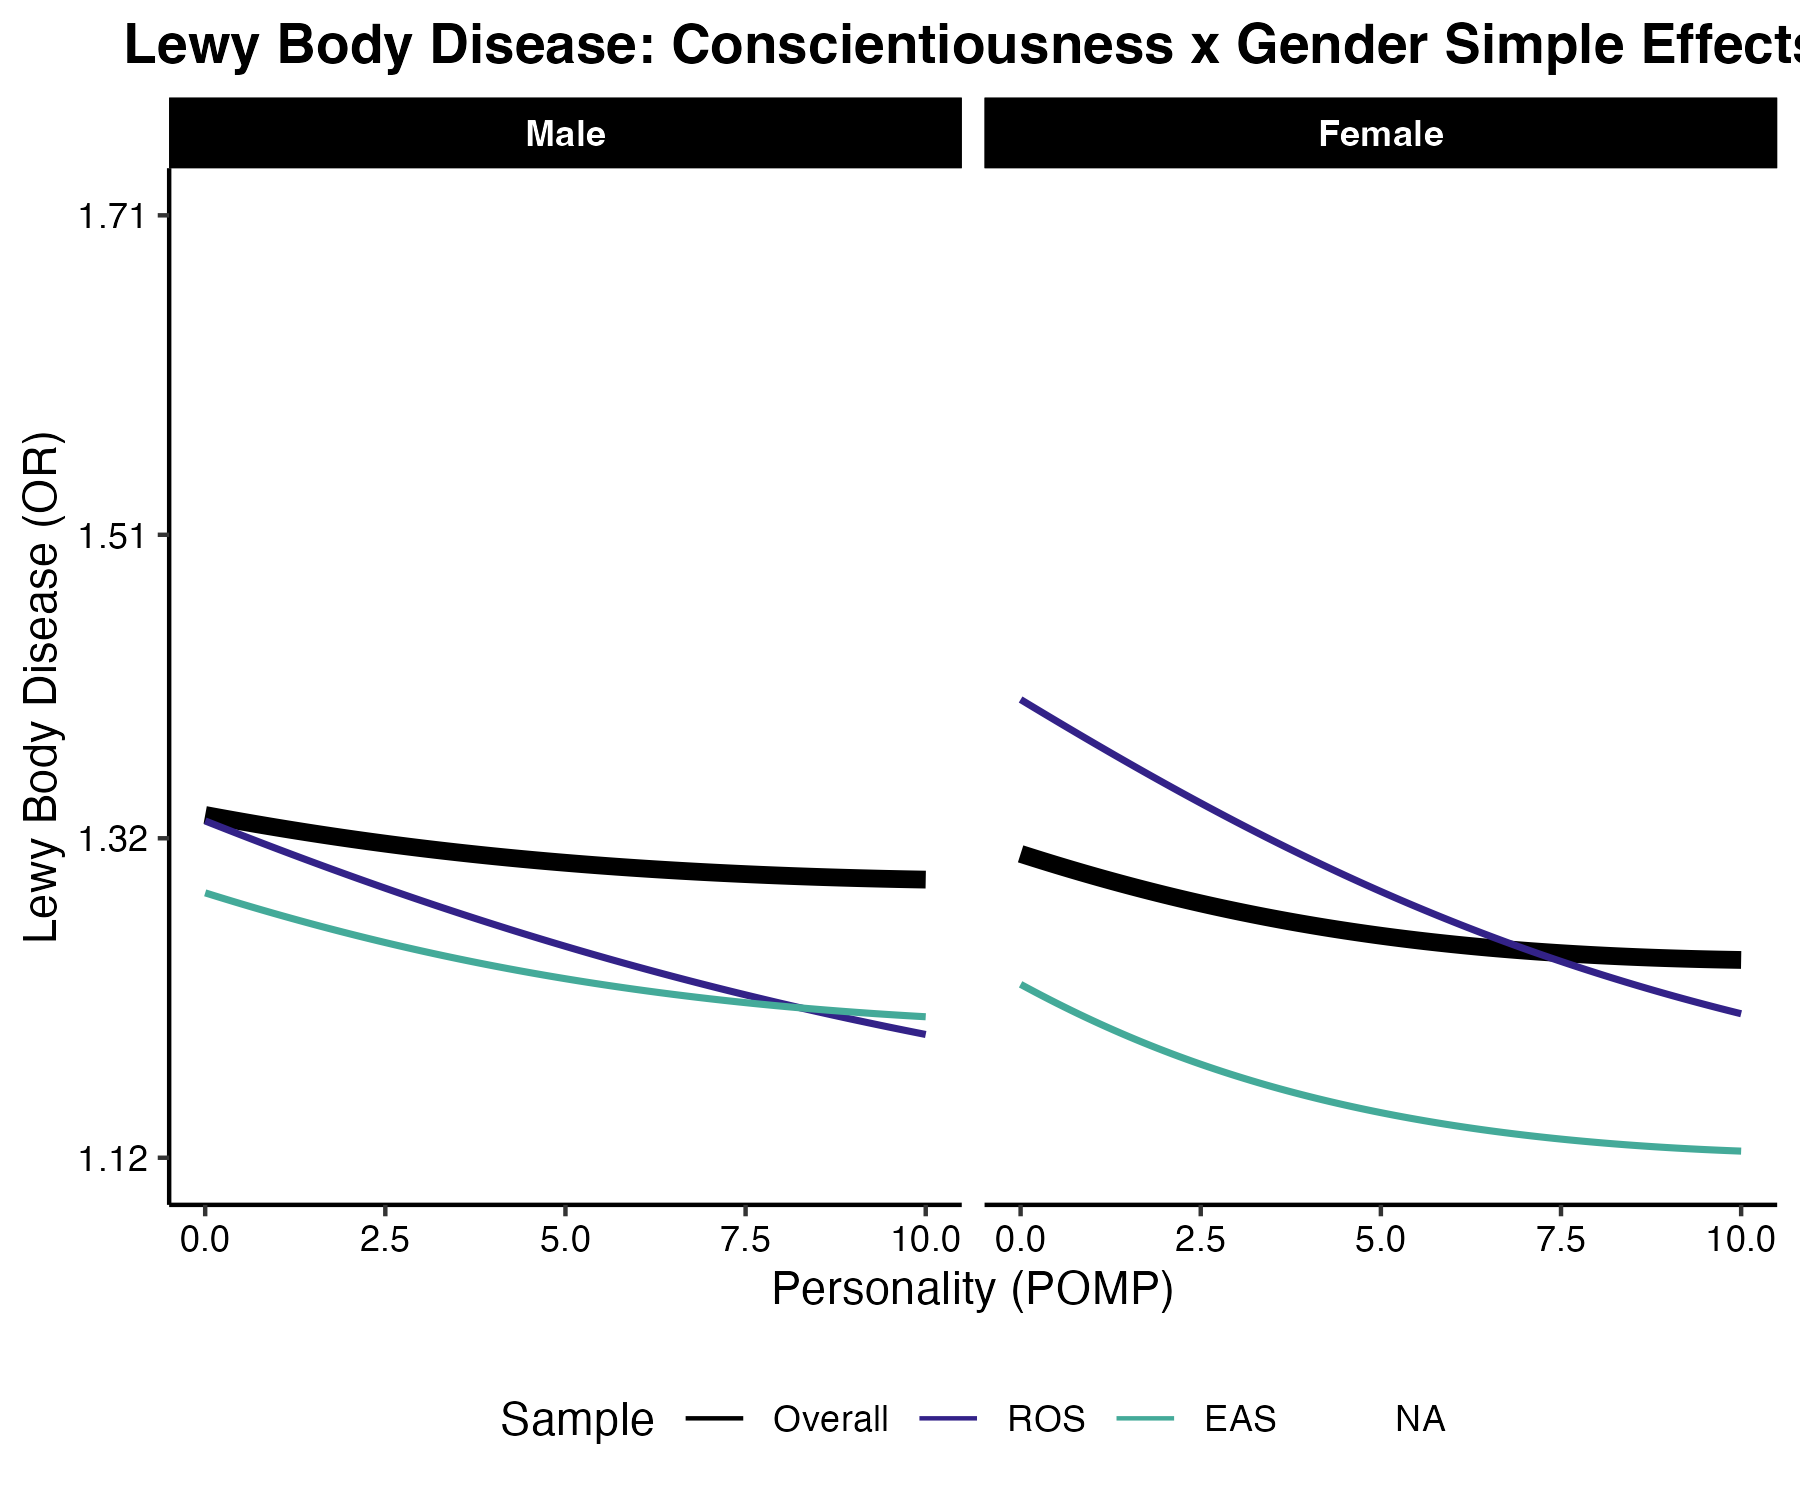 Lewy Body Disease: Conscientiousness x Gender Simple Effects
Male
Female
Lewy Body Disease (OR)
1.71
1.51
1.32
1.12
0.0 2.5 5.0 7.5 10.0
0.0 2.5 5.0 7.5 10.0
Personality (POMP)
Sample Overall ROS EAS NA